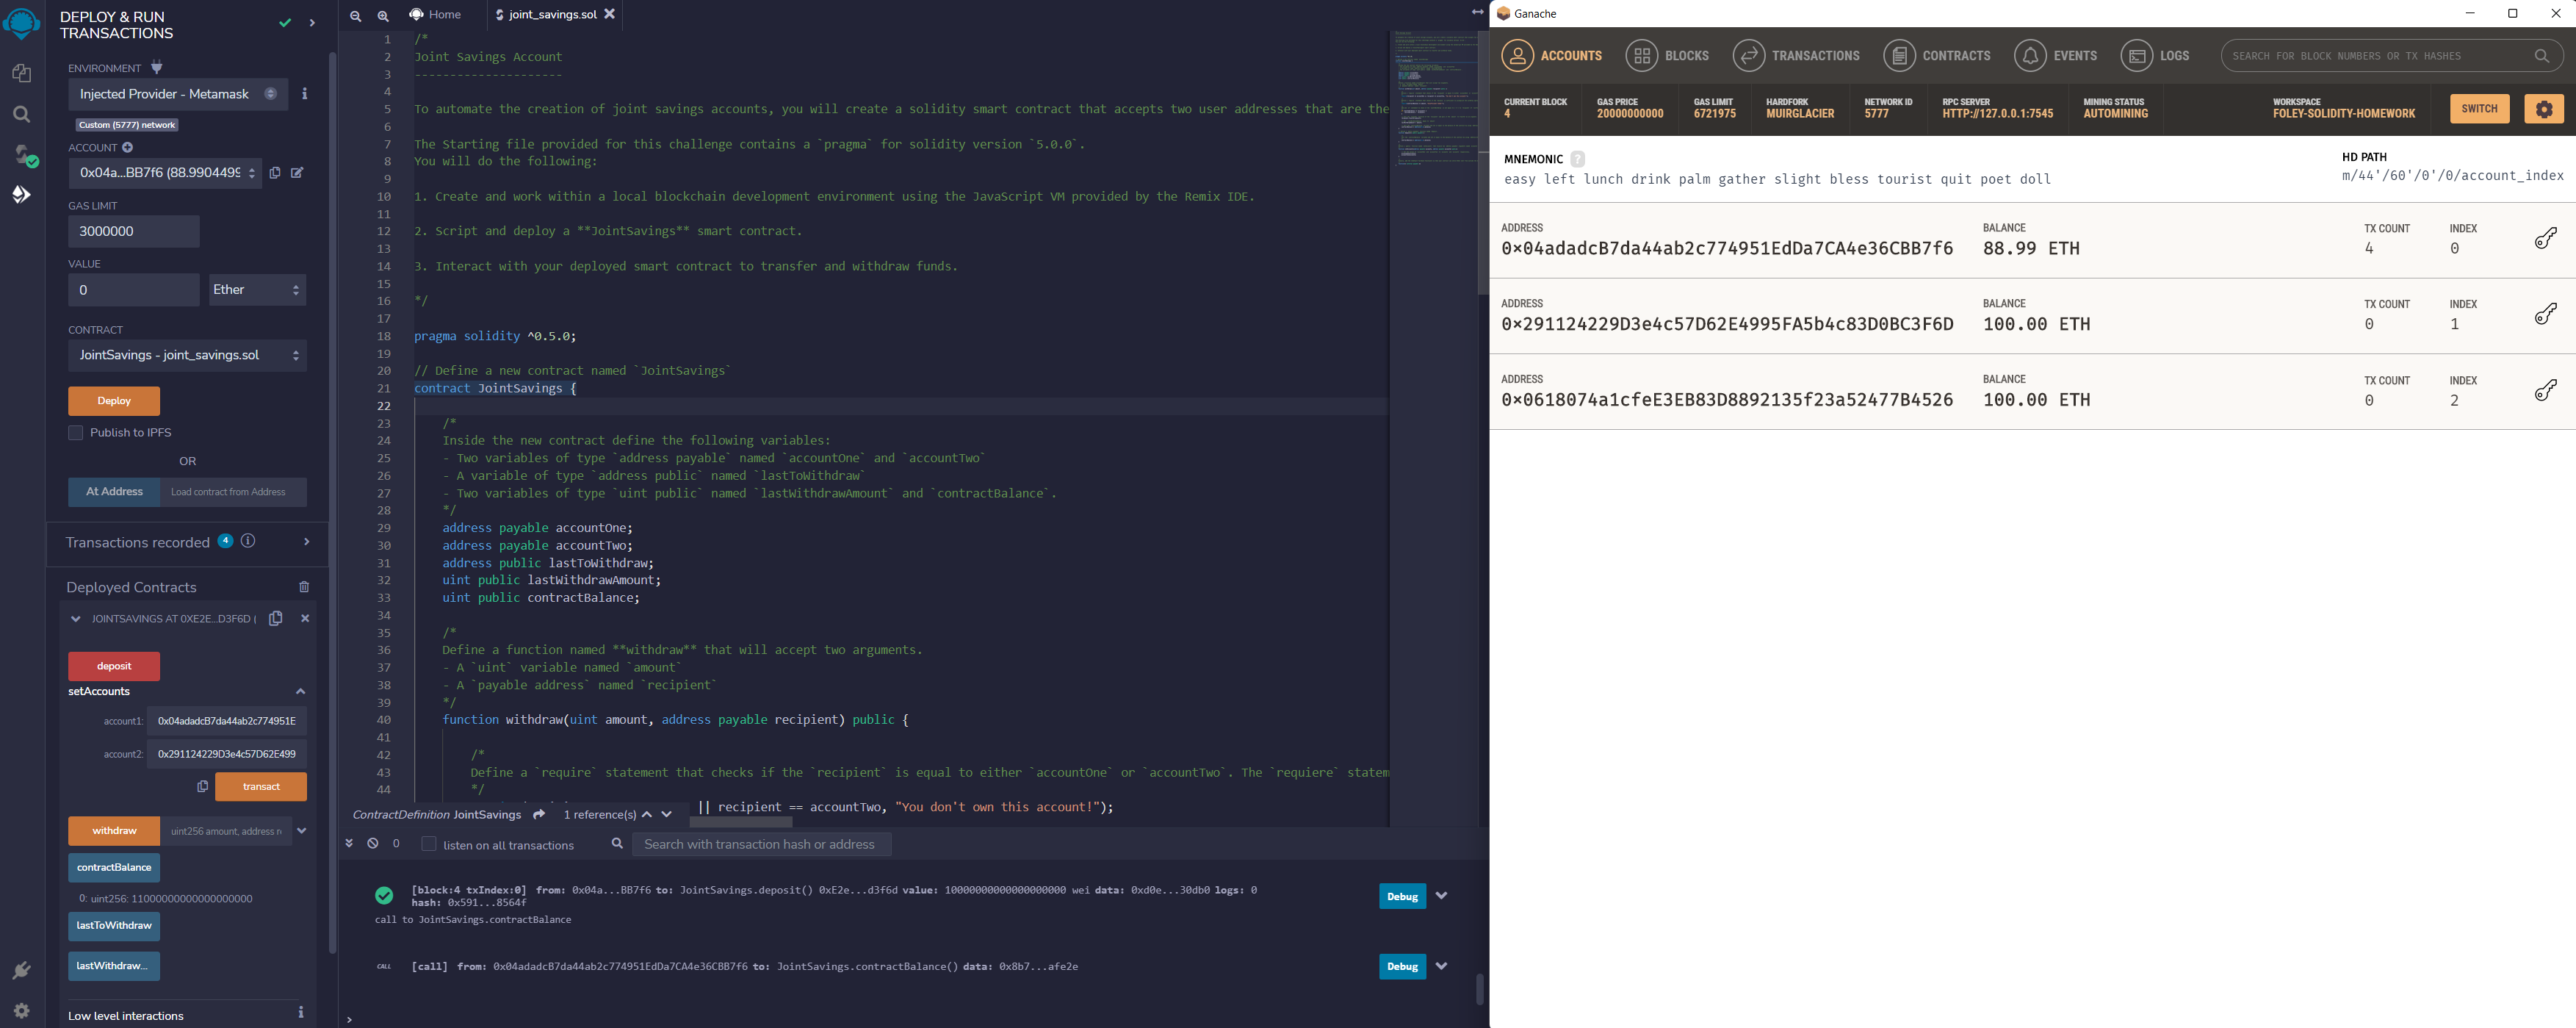 DEPLOY & RUN
TRANSACTIONS
ENVIRONMENT
Injected Provider - Metamask
Custom (5777) network
ACCOUNT
0x04a...BB7f6 (88.9904499
GAS LIMIT
3000000
VALUE
0
Ether
CONTRACT
JointSavings - joint_savings.sol
Deploy
Publish to IPFS
OR
At Address
Load contract from Address
Transactions recorded 4
Deployed Contracts
JOINTSAVINGS AT 0XE2E...D3F6D (
deposit
setAccounts
account1: 0x04adadcB7da44ab2c774951E
account2: 0x291124229D3e4c57D62E499
transact
withdraw
uint256 amount, address re
contractBalance
0: uint256: 11000000000000000000
lastToWithdraw
lastWithdraw...
Low level interactions
Home
joint_savings.sol
1 /*
2 Joint Savings Account
3 ---------------------
4
5 To automate the creation of joint savings accounts, you will create a solidity smart contract that accepts two user addresses that are the
6
7 The Starting file provided for this challenge contains a `pragma` for solidity version `5.0.0`.
8 You will do the following:
9
10 1. Create and work within a local blockchain development environment using the JavaScript VM provided by the Remix IDE.
11
12 2. Script and deploy a **JointSavings** smart contract.
13
14 3. Interact with your deployed smart contract to transfer and withdraw funds.
15
16 */
17
18 pragma solidity ^0.5.0;
19
20 // Define a new contract named `JointSavings`
21 contract JointSavings {
22
23 /*
24 Inside the new contract define the following variables:
25 - Two variables of type `address payable` named `accountOne` and `accountTwo`
26 - A variable of type `address public` named `lastToWithdraw`
27 - Two variables of type `uint public` named `lastWithdrawAmount` and `contractBalance`.
28 */
29 address payable accountOne;
30 address payable accountTwo;
31 address public lastToWithdraw;
32 uint public lastWithdrawAmount;
33 uint public contractBalance;
34
35 /*
36 Define a function named **withdraw** that will accept two arguments.
37 - A `uint` variable named `amount`
38 - A `payable address` named `recipient`
39 */
40 function withdraw(uint amount, address payable recipient) public {
41
42 /*
43 Define a `require` statement that checks if the `recipient` is equal to either `accountOne` or `accountTwo`. The `requiere` statem
44 */
|| recipient == accountTwo, "You don't own this account!");
ContractDefinition JointSavings
1 reference(s)
0
listen on all transactions
Search with transaction hash or address
[block:4 txIndex:0] from: 0x04a...BB7f6 to: JointSavings.deposit() 0xE2e...d3f6d value: 10000000000000000000 wei data: 0xd0e...30db0 logs: 0
hash: 0x591...8564f
Debug
call to JointSavings.contractBalance
CALL
[call] from: 0x04adadcB7da44ab2c774951EdDa7CA4e36CBB7f6 to: JointSavings.contractBalance() data: 0x8b7...afe2e
Debug
>
Ganache
ACCOUNTS
BLOCKS
TRANSACTIONS
CONTRACTS
EVENTS
LOGS
SEARCH FOR BLOCK NUMBERS OR TX HASHES
CURRENT BLOCK
4
GAS PRICE
20000000000
GAS LIMIT
6721975
HARDFORK
MUIRGLACIER
NETWORK ID
5777
RPC SERVER
HTTP://127.0.0.1:7545
MINING STATUS
AUTOMINING
WORKSPACE
FOLEY-SOLIDITY-HOMEWORK
SWITCH
MNEMONIC ?
easy left lunch drink palm gather slight bless tourist quit poet doll
HD PATH
m/44'/60'/0'/0/account_index
ADDRESS
0x04adadcB7da44ab2c774951EdDa7CA4e36CBB7f6
BALANCE
88.99 ETH
TX COUNT
4
INDEX
0
ADDRESS
0x291124229D3e4c57D62E4995FA5b4c83D0BC3F6D
BALANCE
100.00 ETH
TX COUNT
0
INDEX
1
ADDRESS
0x0618074a1cfeE3EB83D8892135f23a52477B4526
BALANCE
100.00 ETH
TX COUNT
0
INDEX
2